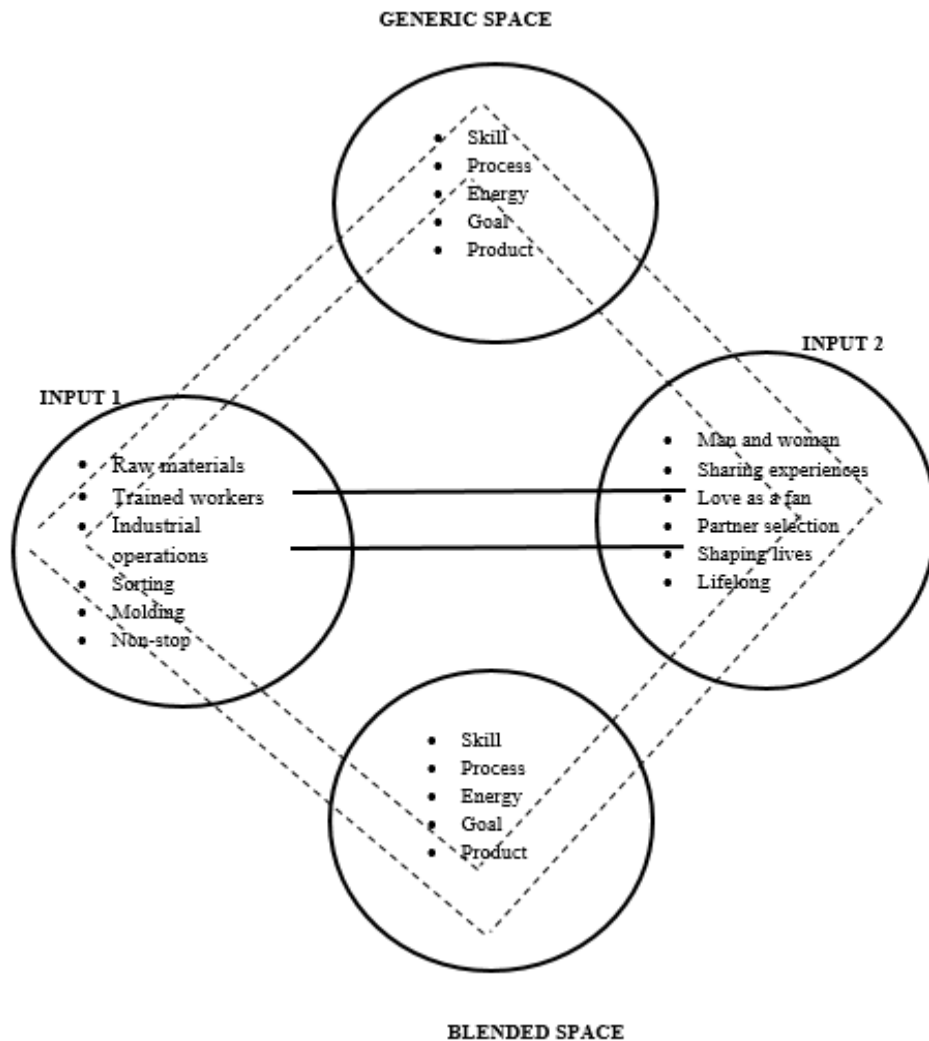 GENERIC SPACE
• Skill
• Process
• Energy
• Goal
• Product
INPUT 1
• Raw materials
• Trained workers
• Industrial
operations
• Sorting
• Molding
• Non-stop
INPUT 2
• Man and woman
• Sharing experiences
• Love as a fan
• Partner selection
• Shaping lives
• Lifelong
• Skill
• Process
• Energy
• Goal
• Product
BLENDED SPACE